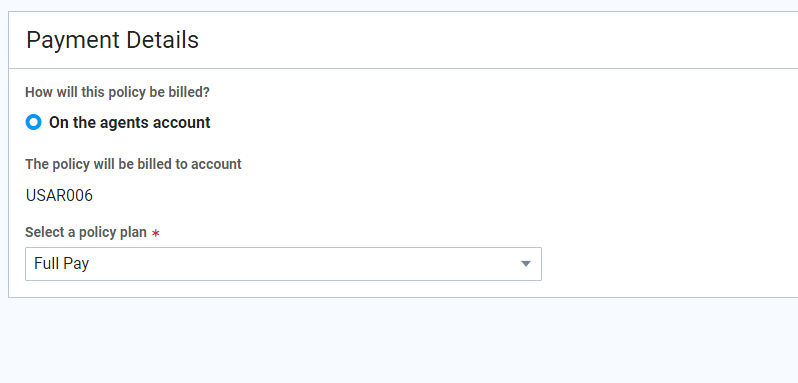 Payment Details
How will this policy be billed?
On the agents account
The policy will be billed to account
USAR006
Select a policy plan *
Full Pay